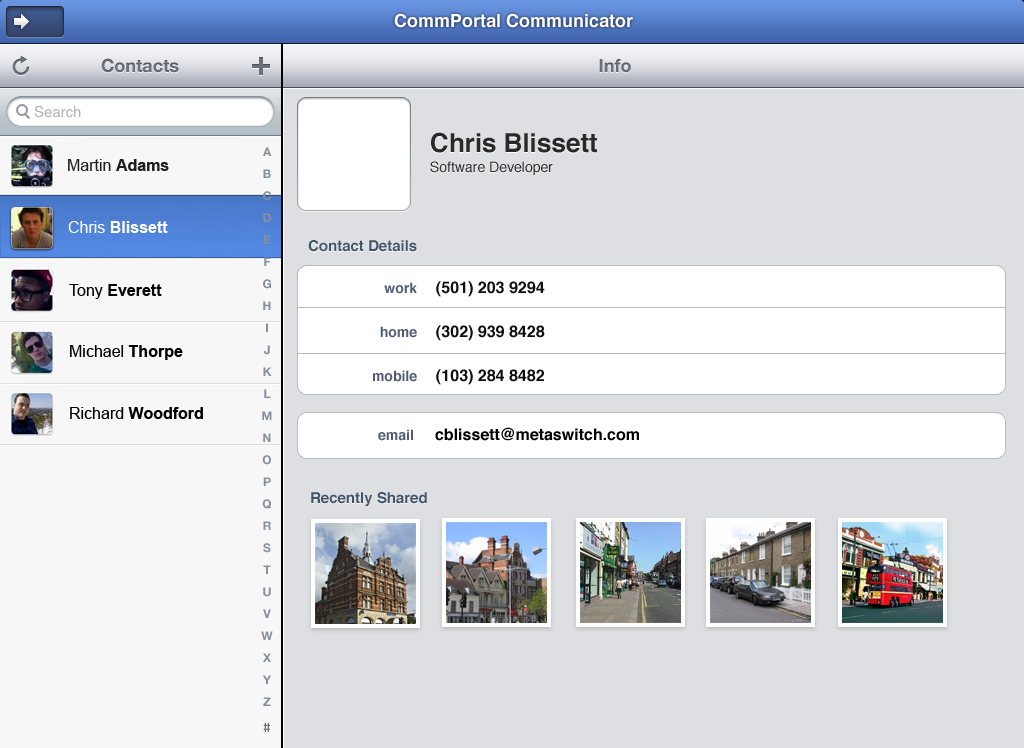 CommPortal Communicator
Contacts
Info
Search
Martin Adams
Chris Blissett
Tony Everett
Michael Thorpe
Richard Woodford
A
B
C
D
E
F
G
H
I
J
K
L
M
N
O
P
Q
R
S
T
U
V
W
X
Y
Z
#
Chris Blissett
Software Developer
Contact Details
work (501) 203 9294
home (302) 939 8428
mobile (103) 284 8482
email cblissett@metaswitch.com
Recently Shared